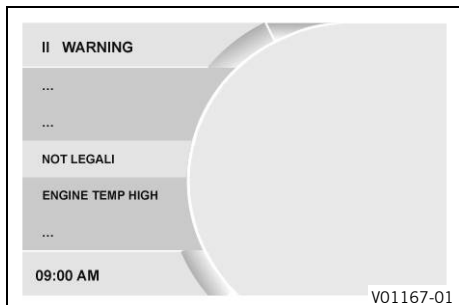 II WARNING
...
...
NOT LEGALI
ENGINE TEMP HIGH
...
09:00 AM
V01167-01